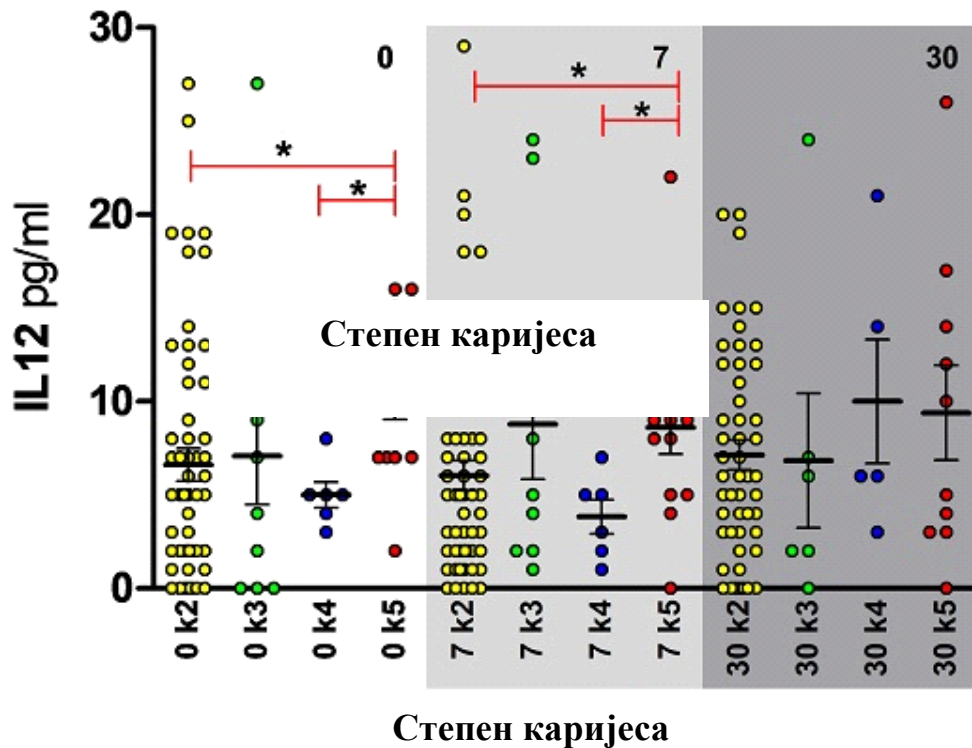 30
0
7
30
*
*
*
*
20
IL12 pg/ml
Степен каријеса
10
0
0 k2
0 k3
0 k4
0 k5
7 k2
7 k3
7 k4
7 k5
30 k2
30 k3
30 k4
30 k5
Степен каријеса